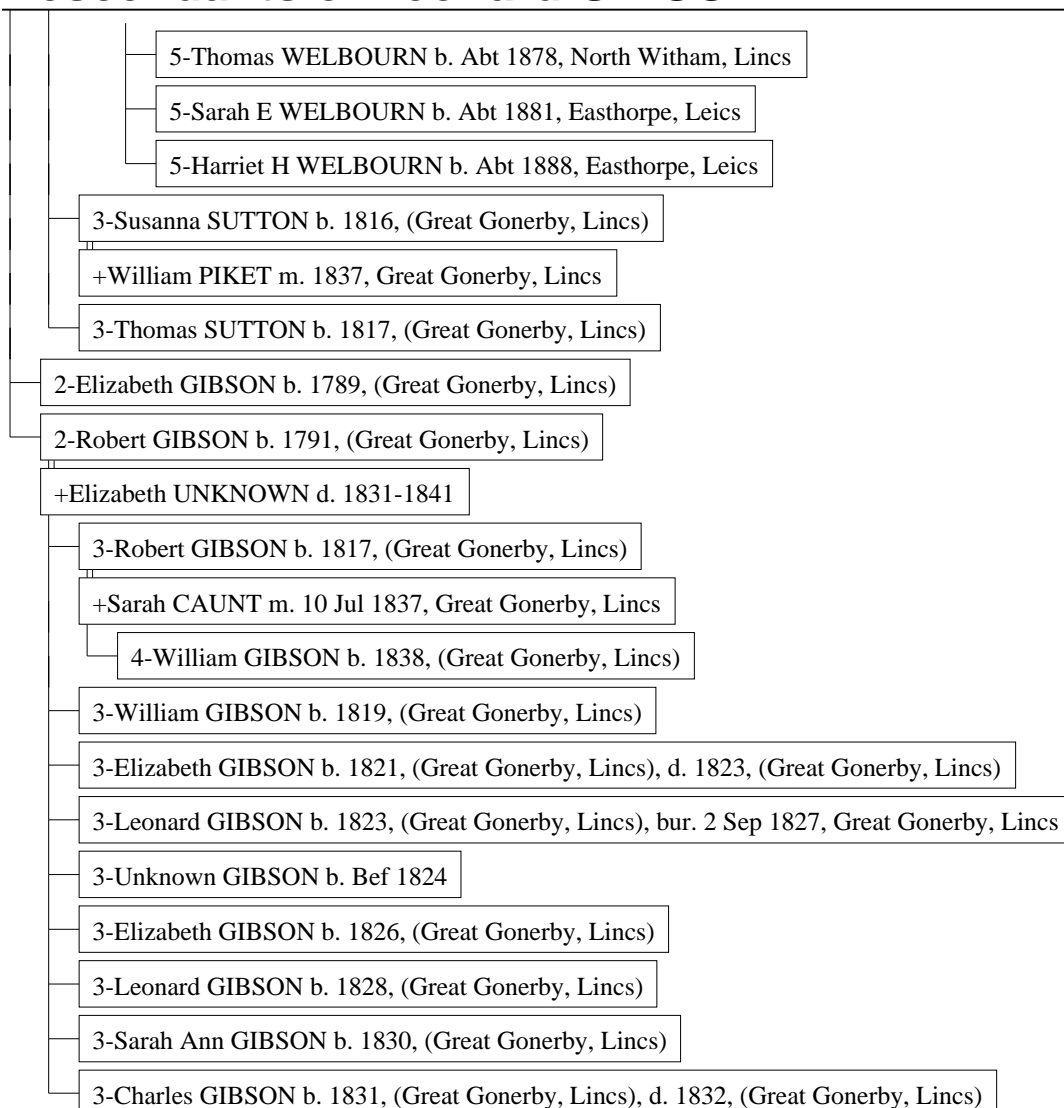 5-Thomas WELBOURN b. Abt 1878, North Witham, Lincs
5-Sarah E WELBOURN b. Abt 1881, Easthorpe, Leics
5-Harriet H WELBOURN b. Abt 1888, Easthorpe, Leics
3-Susanna SUTTON b. 1816, (Great Gonerby, Lincs)
+William PIKET m. 1837, Great Gonerby, Lincs
3-Thomas SUTTON b. 1817, (Great Gonerby, Lincs)
2-Elizabeth GIBSON b. 1789, (Great Gonerby, Lincs)
2-Robert GIBSON b. 1791, (Great Gonerby, Lincs)
+Elizabeth UNKNOWN d. 1831-1841
3-Robert GIBSON b. 1817, (Great Gonerby, Lincs)
+Sarah CAUNT m. 10 Jul 1837, Great Gonerby, Lincs
4-William GIBSON b. 1838, (Great Gonerby, Lincs)
3-William GIBSON b. 1819, (Great Gonerby, Lincs)
3-Elizabeth GIBSON b. 1821, (Great Gonerby, Lincs), d. 1823, (Great Gonerby, Lincs)
3-Leonard GIBSON b. 1823, (Great Gonerby, Lincs), bur. 2 Sep 1827, Great Gonerby, Lincs
3-Unknown GIBSON b. Bef 1824
3-Elizabeth GIBSON b. 1826, (Great Gonerby, Lincs)
3-Leonard GIBSON b. 1828, (Great Gonerby, Lincs)
3-Sarah Ann GIBSON b. 1830, (Great Gonerby, Lincs)
3-Charles GIBSON b. 1831, (Great Gonerby, Lincs), d. 1832, (Great Gonerby, Lincs)